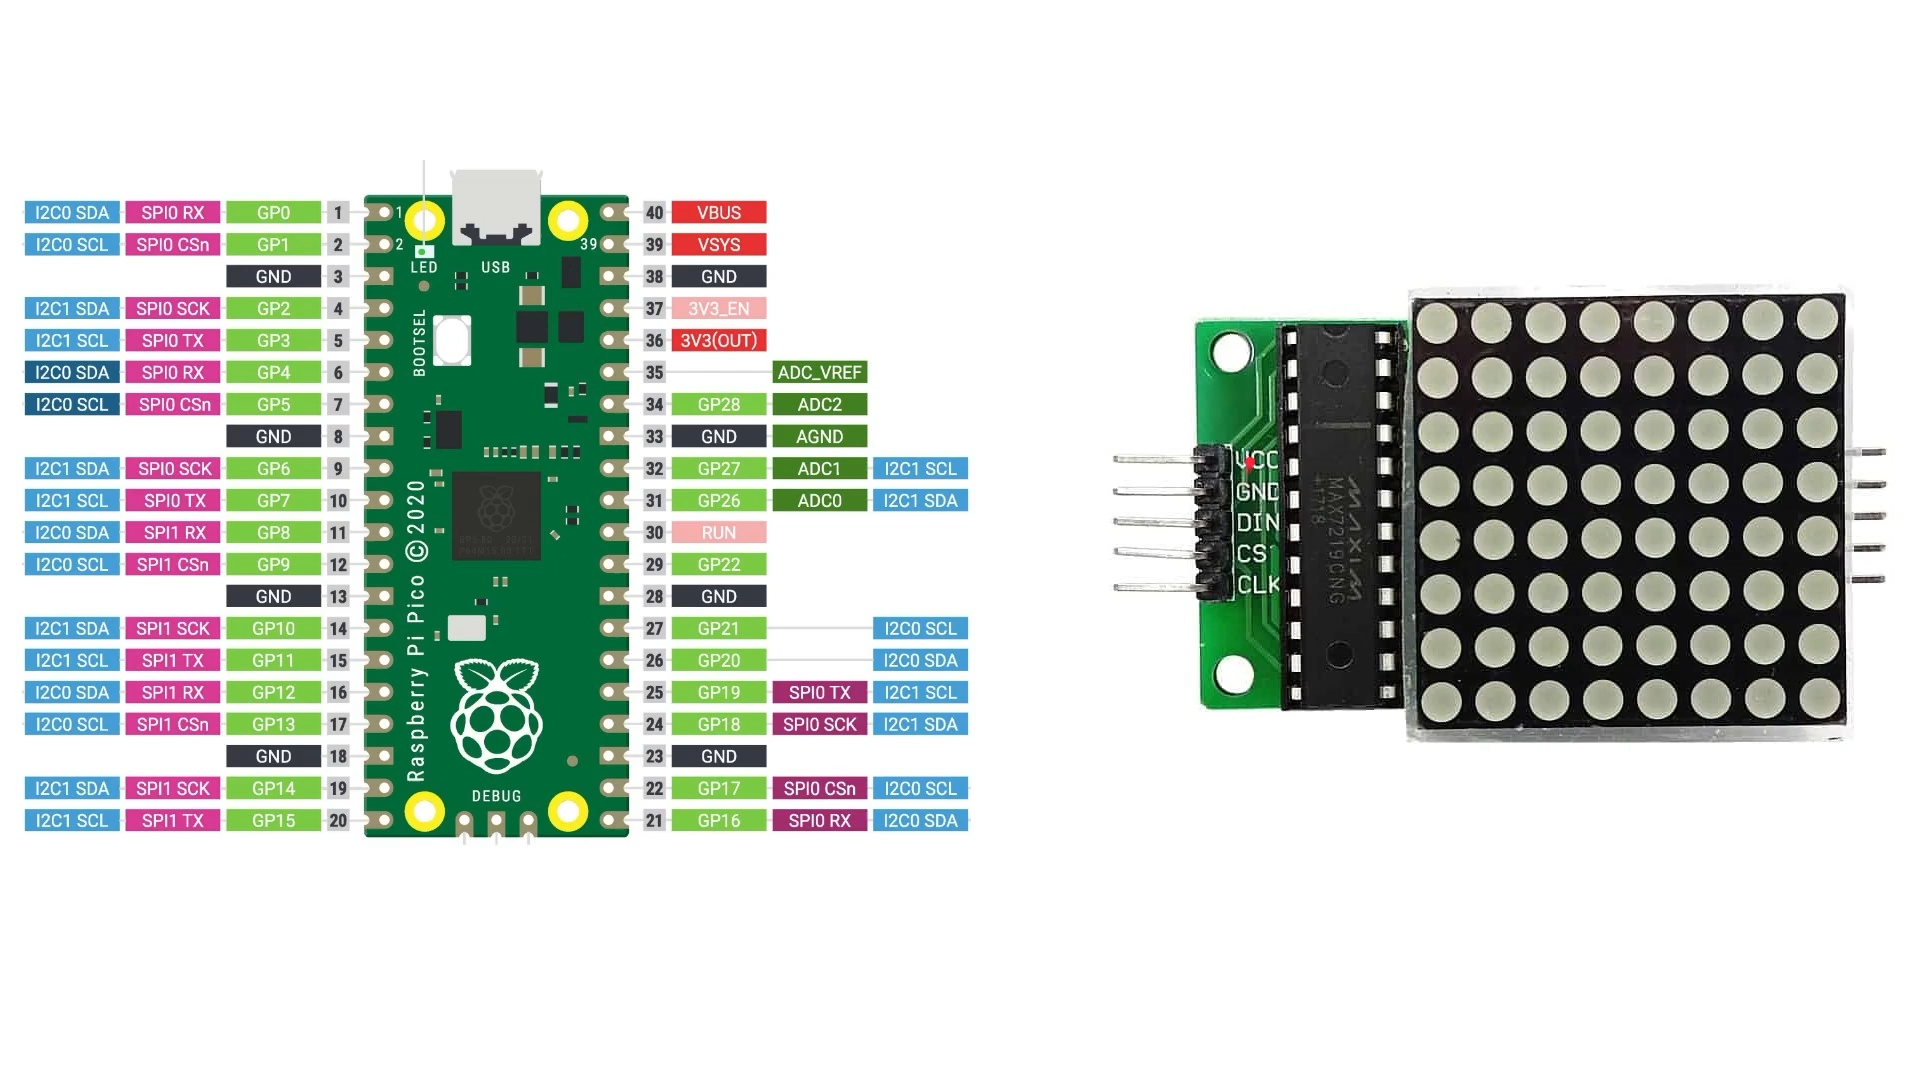 I2C0 SDA SPI0 RX GP0 1 1 40 VBUS
I2C0 SCL SPI0 CSn GP1 2 2 39 39 VSYS
GND 3 LED USB 38 GND
I2C1 SDA SPI0 SCK GP2 4 37 3V3_EN
I2C1 SCL SPI0 TX GP3 5 36 3V3(OUT)
BOOTSEL
I2C0 SDA SPI0 RX GP4 6 35 ADC_VREF
I2C0 SCL SPI0 CSn GP5 7 34 GP28 ADC2
GND 8 33 GND AGND
I2C1 SDA SPI0 SCK GP6 9 32 GP27 ADC1 I2C1 SCL
I2C1 SCL SPI0 TX GP7 10 31 GP26 ADC0 I2C1 SDA
I2C0 SDA SPI1 RX GP8 11 30 RUN
I2C0 SCL SPI1 CSn GP9 12 29 GP22
GND 13 28 GND
I2C1 SDA SPI1 SCK GP10 14 27 GP21 I2C0 SCL
I2C1 SCL SPI1 TX GP11 15 26 GP20 I2C0 SDA
I2C0 SDA SPI1 RX GP12 16 25 GP19 SPI0 TX I2C1 SCL
I2C0 SCL SPI1 CSn GP13 17 24 GP18 SPI0 SCK I2C1 SDA
GND 18 23 GND
I2C1 SDA SPI1 SCK GP14 19 22 GP17 SPI0 CSn I2C0 SCL
I2C1 SCL SPI1 TX GP15 20 21 GP16 SPI0 RX I2C0 SDA
Raspberry Pi Pico © 2020
DEBUG
VCC
GND
DIN
CS
CLK
MAXIM
MAX7219CNG